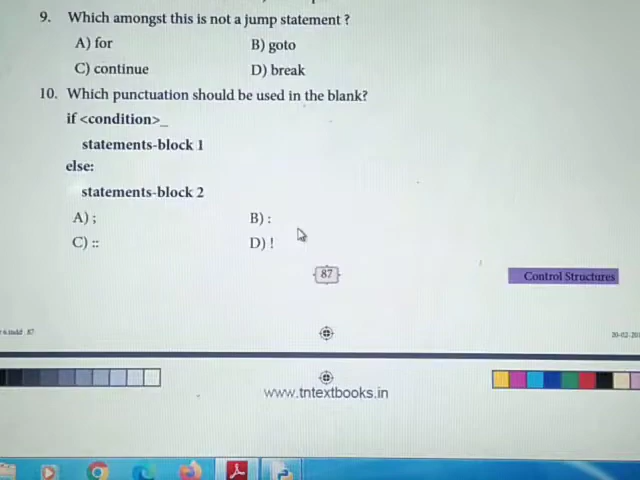 9. Which amongst this is not a jump statement ?
A) for B) goto
C) continue D) break
10. Which punctuation should be used in the blank?
if <condition>_
statements-block 1
else:
statements-block 2
A) ; B) :
C) :: D) !
87
Control Structures
www.tntextbooks.in